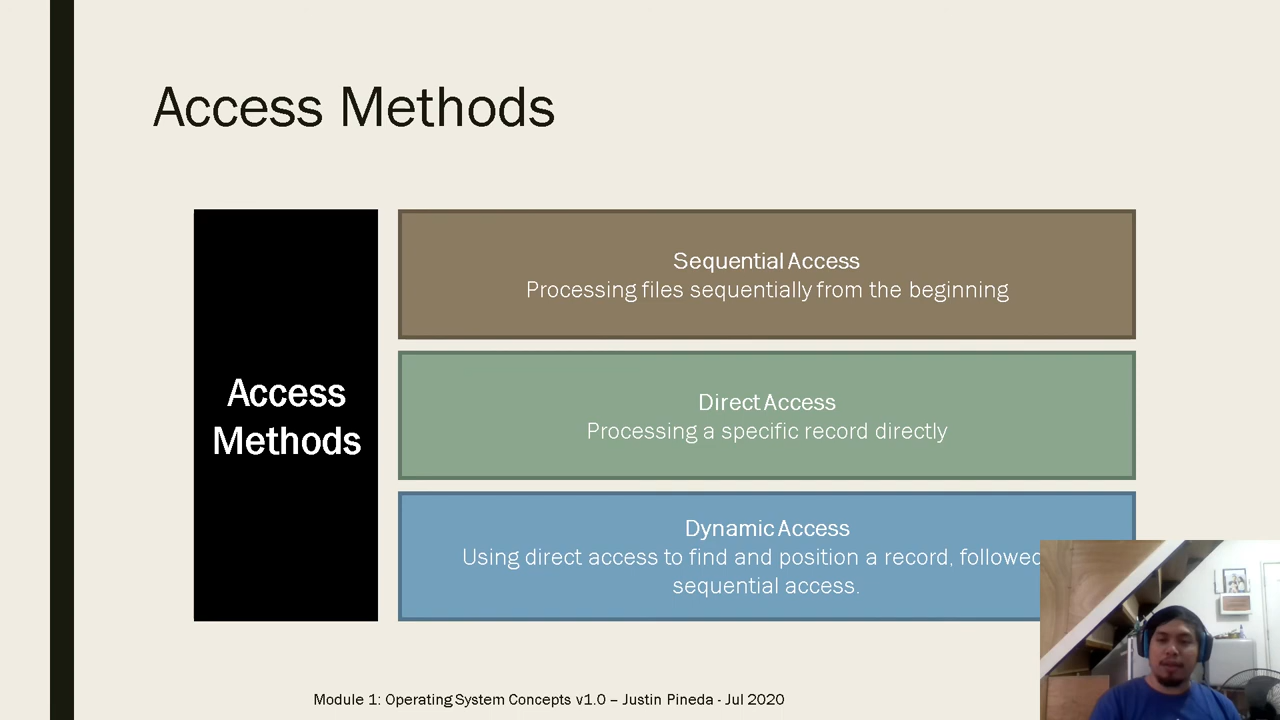 Access Methods
Access
Methods
Sequential Access
Processing files sequentially from the beginning
Direct Access
Processing a specific record directly
Dynamic Access
Using direct access to find and position a record, followed
sequential access.
Module 1: Operating System Concepts v1.0 – Justin Pineda - Jul 2020